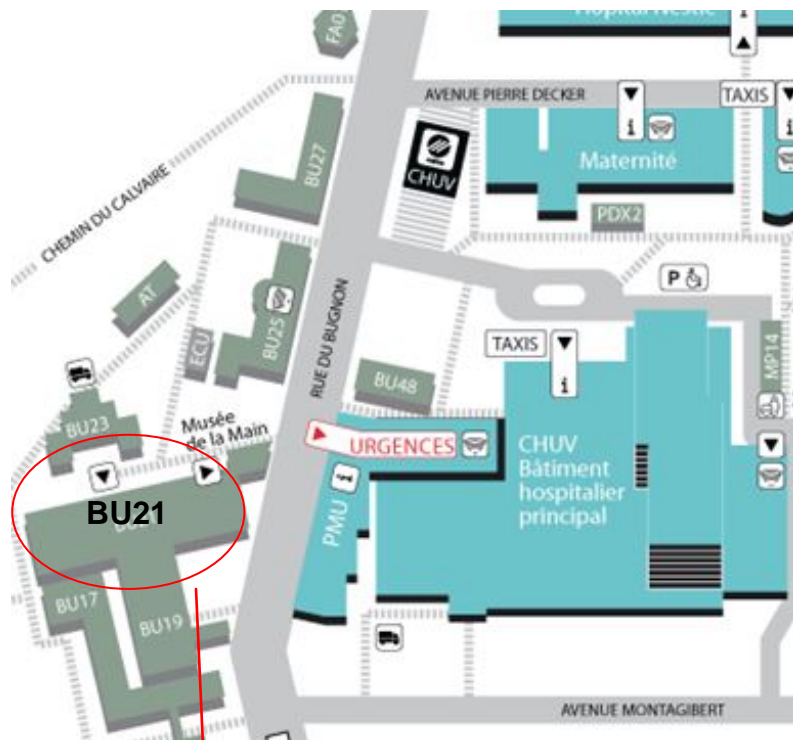 Hôpital Nestlé
i
FA0
AVENUE PIERRE DECKER
TAXIS
i
i
CHUV
Maternité
BU27
CHEMIN DU CALVAIRE
PDX2
AT
P
BU25
ECU
RUE DU BUGNON
TAXIS
i
MP14
BU48
BU23
Musée
de la Main
URGENCES
CHUV
Bâtiment
hospitalier
principal
PMU
BU21
BU17
BU19
AVENUE MONTAGIBERT